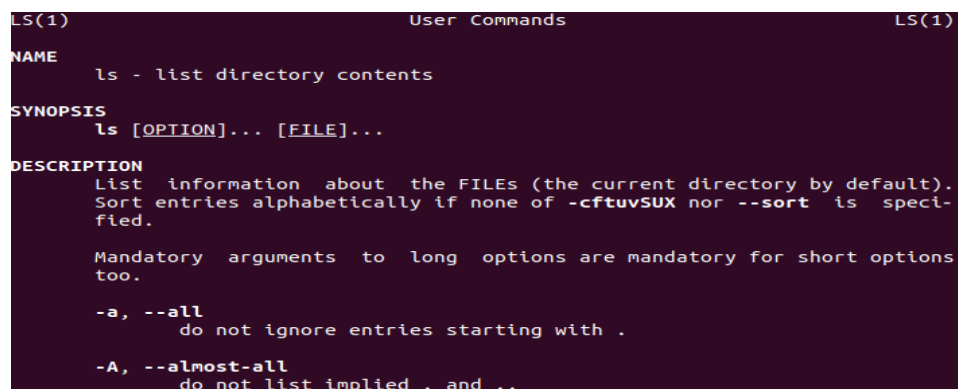 LS(1) User Commands LS(1)
NAME
ls - list directory contents
SYNOPSIS
ls [OPTION]... [FILE]...
DESCRIPTION
List information about the FILEs (the current directory by default).
Sort entries alphabetically if none of -cftuvSUX nor --sort is speci-
fied.
Mandatory arguments to long options are mandatory for short options
too.
-a, --all
do not ignore entries starting with .
-A, --almost-all
do not list implied . and ..